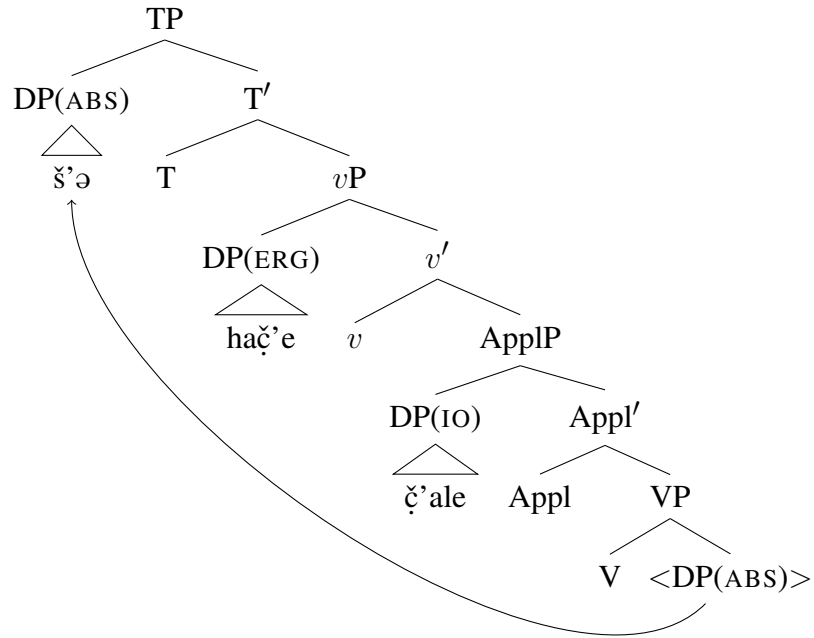 TP
DP(ABS) T′
š’ə T vP
DP(ERG) v′
hač̣’e v ApplP
DP(IO) Appl′
č̣’ale Appl VP
V <DP(ABS)>